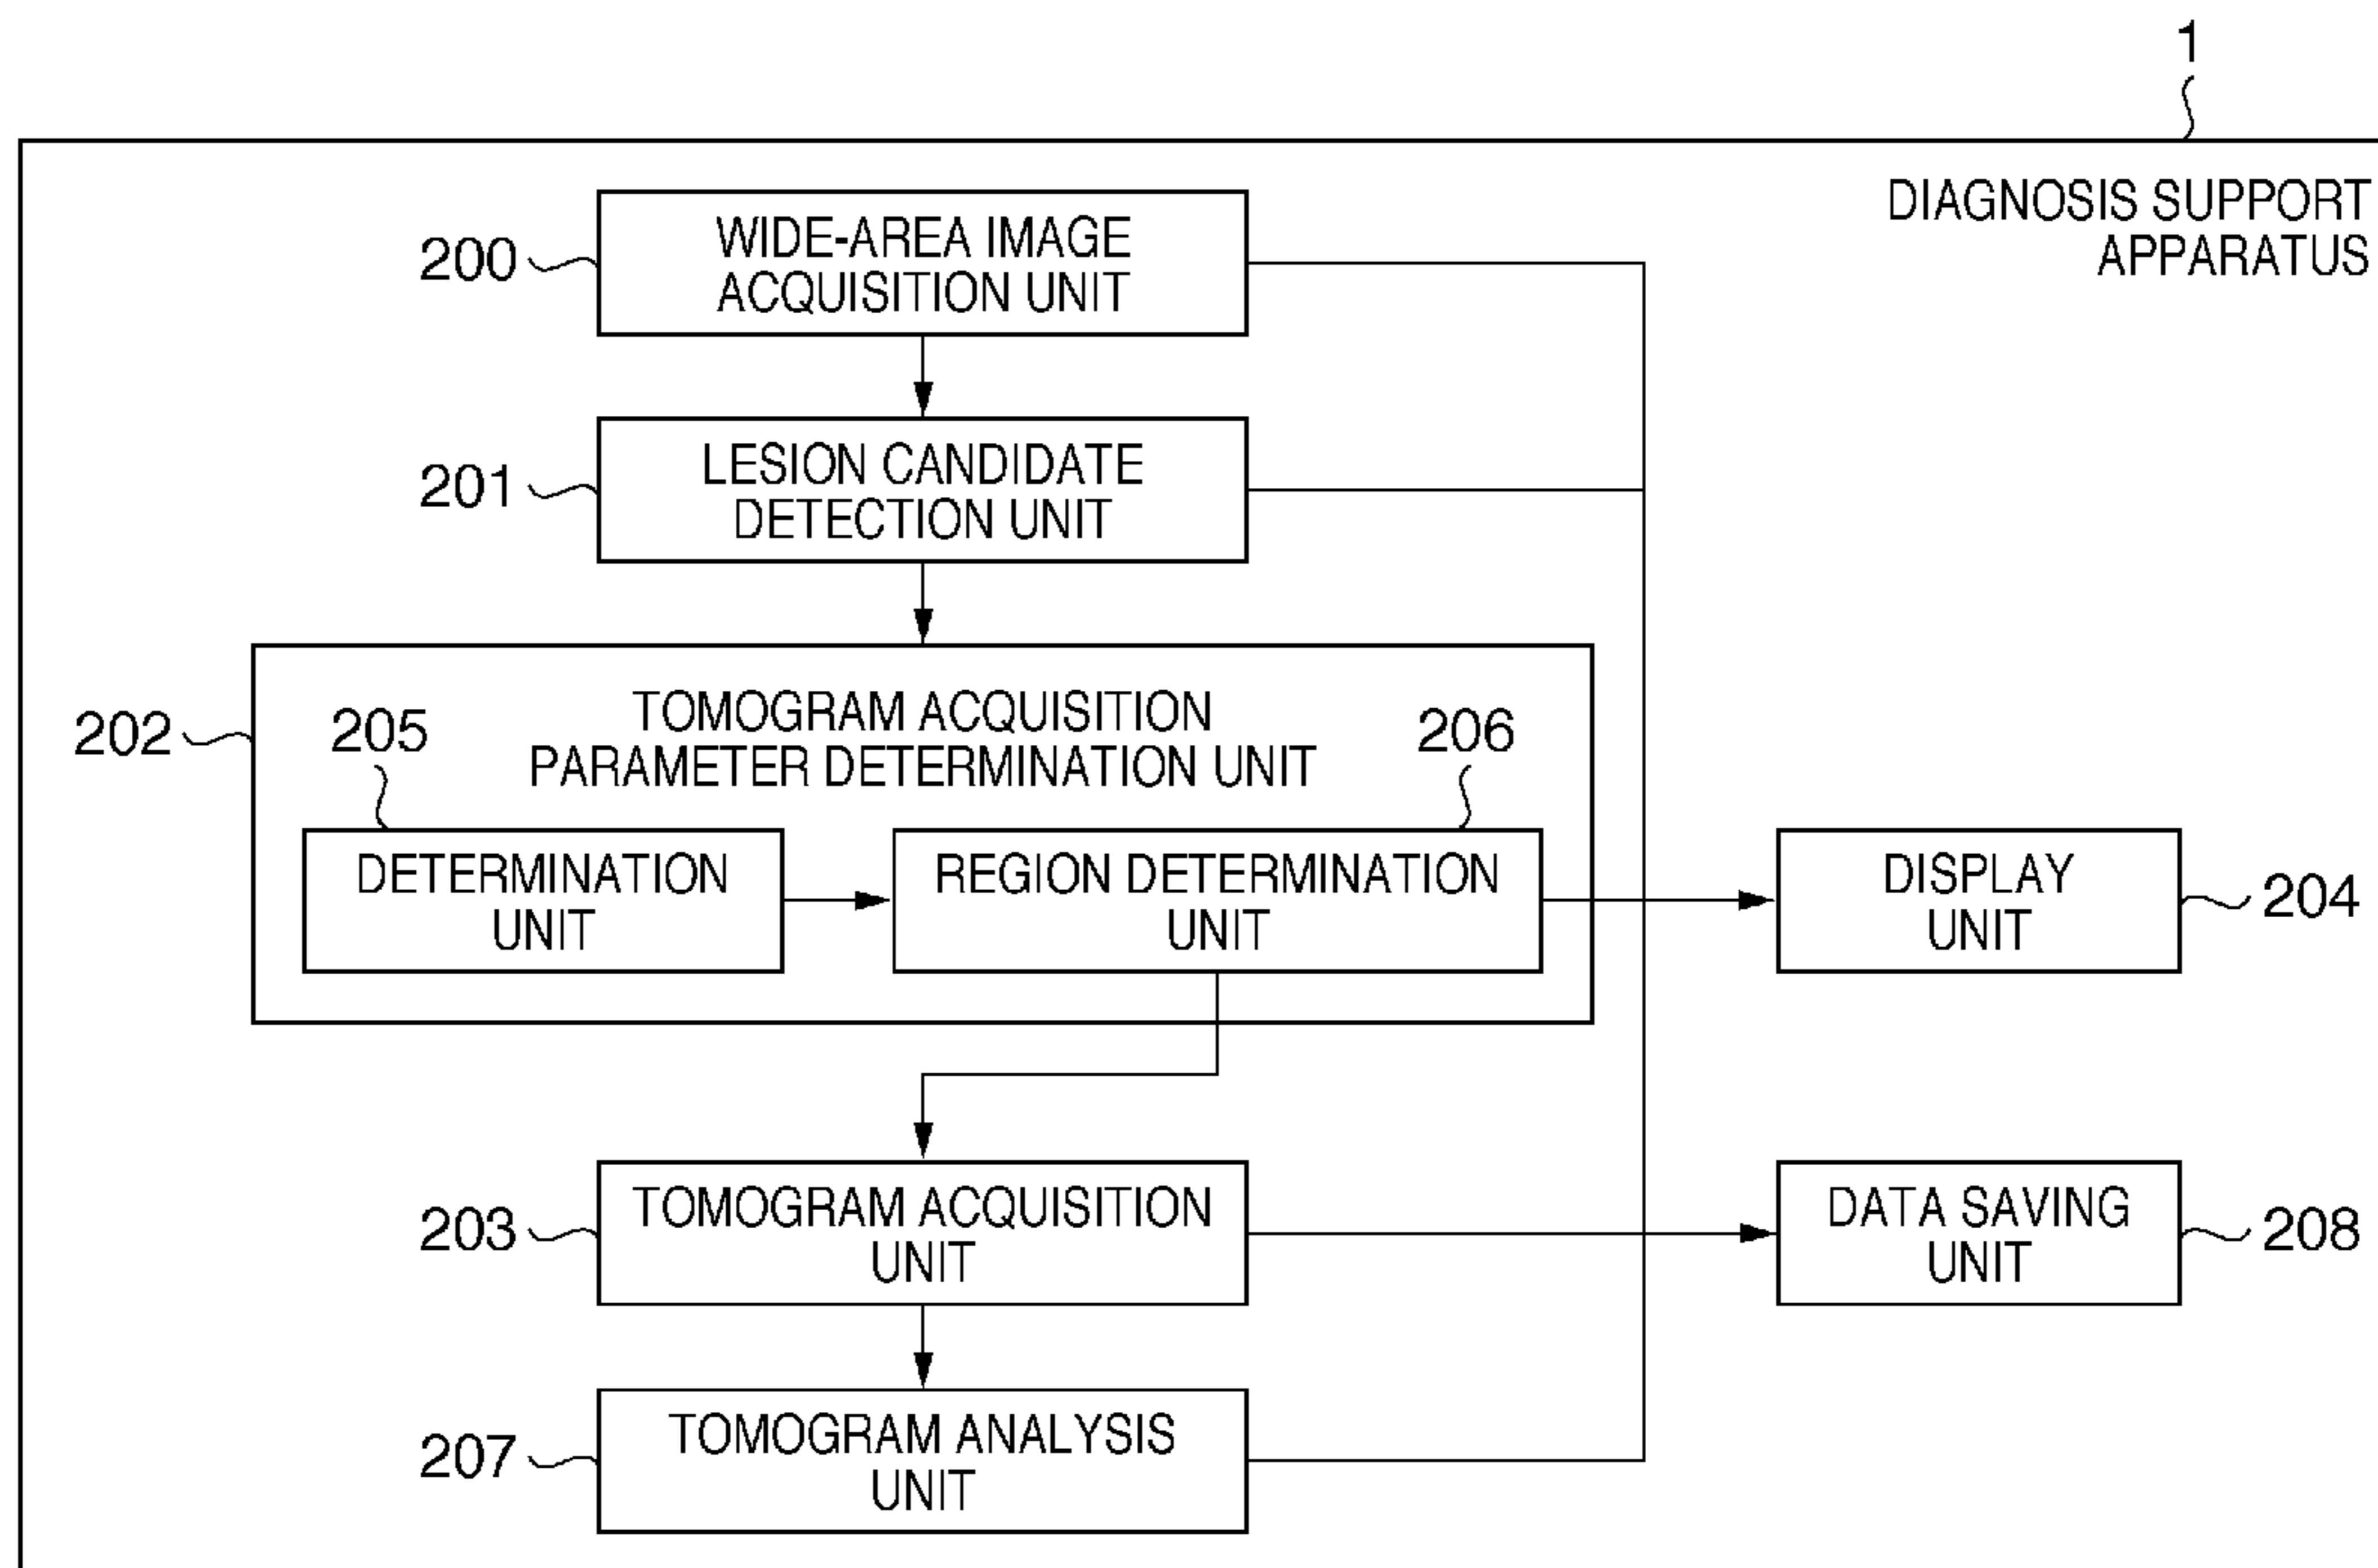 1
DIAGNOSIS SUPPORT
APPARATUS
200
WIDE-AREA IMAGE
ACQUISITION UNIT
201
LESION CANDIDATE
DETECTION UNIT
202
TOMOGRAM ACQUISITION
PARAMETER DETERMINATION UNIT
205
206
DETERMINATION
UNIT
REGION DETERMINATION
UNIT
DISPLAY
UNIT
204
203
TOMOGRAM ACQUISITION
UNIT
DATA SAVING
UNIT
208
207
TOMOGRAM ANALYSIS
UNIT